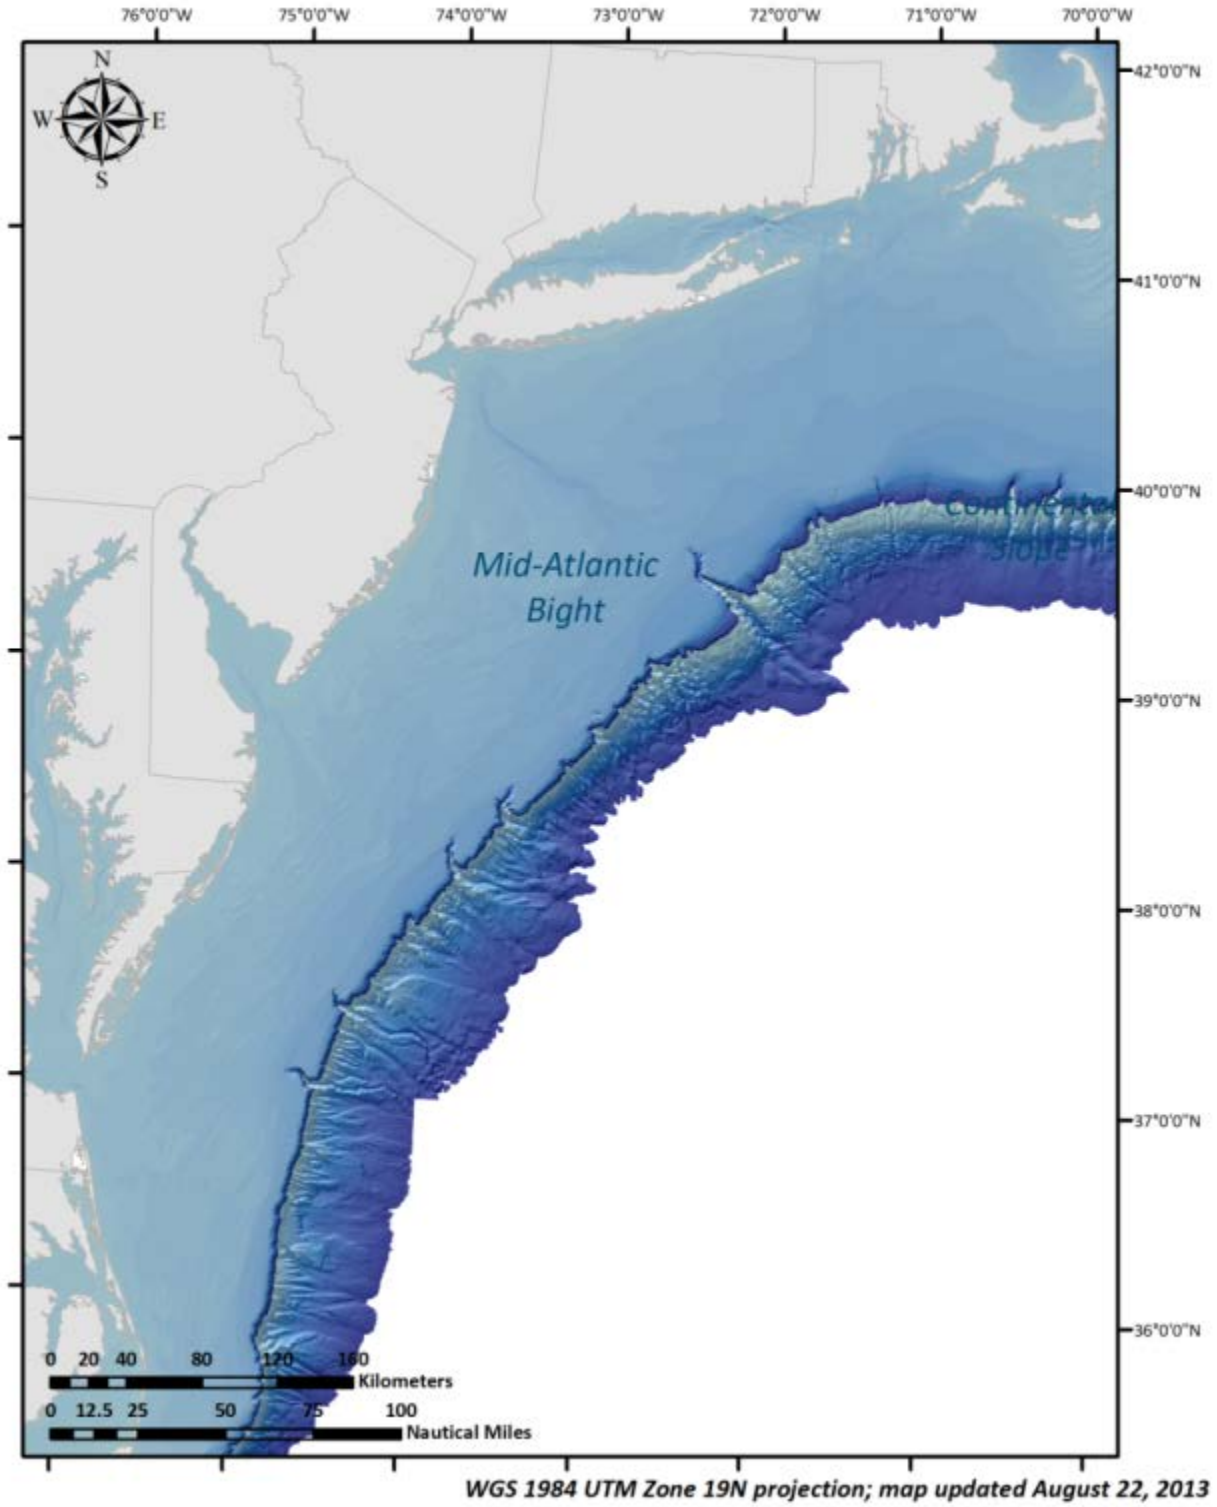 76°0'0"W 75°0'0"W 74°0'0"W 73°0'0"W 72°0'0"W 71°0'0"W 70°0'0"W
N
W E
S
42°0'0"N
41°0'0"N
40°0'0"N
Continental
Slope
Mid-Atlantic
Bight
39°0'0"N
38°0'0"N
37°0'0"N
36°0'0"N
0 20 40 80 120 160
Kilometers
0 12.5 25 50 75 100
Nautical Miles
WGS 1984 UTM Zone 19N projection; map updated August 22, 2013